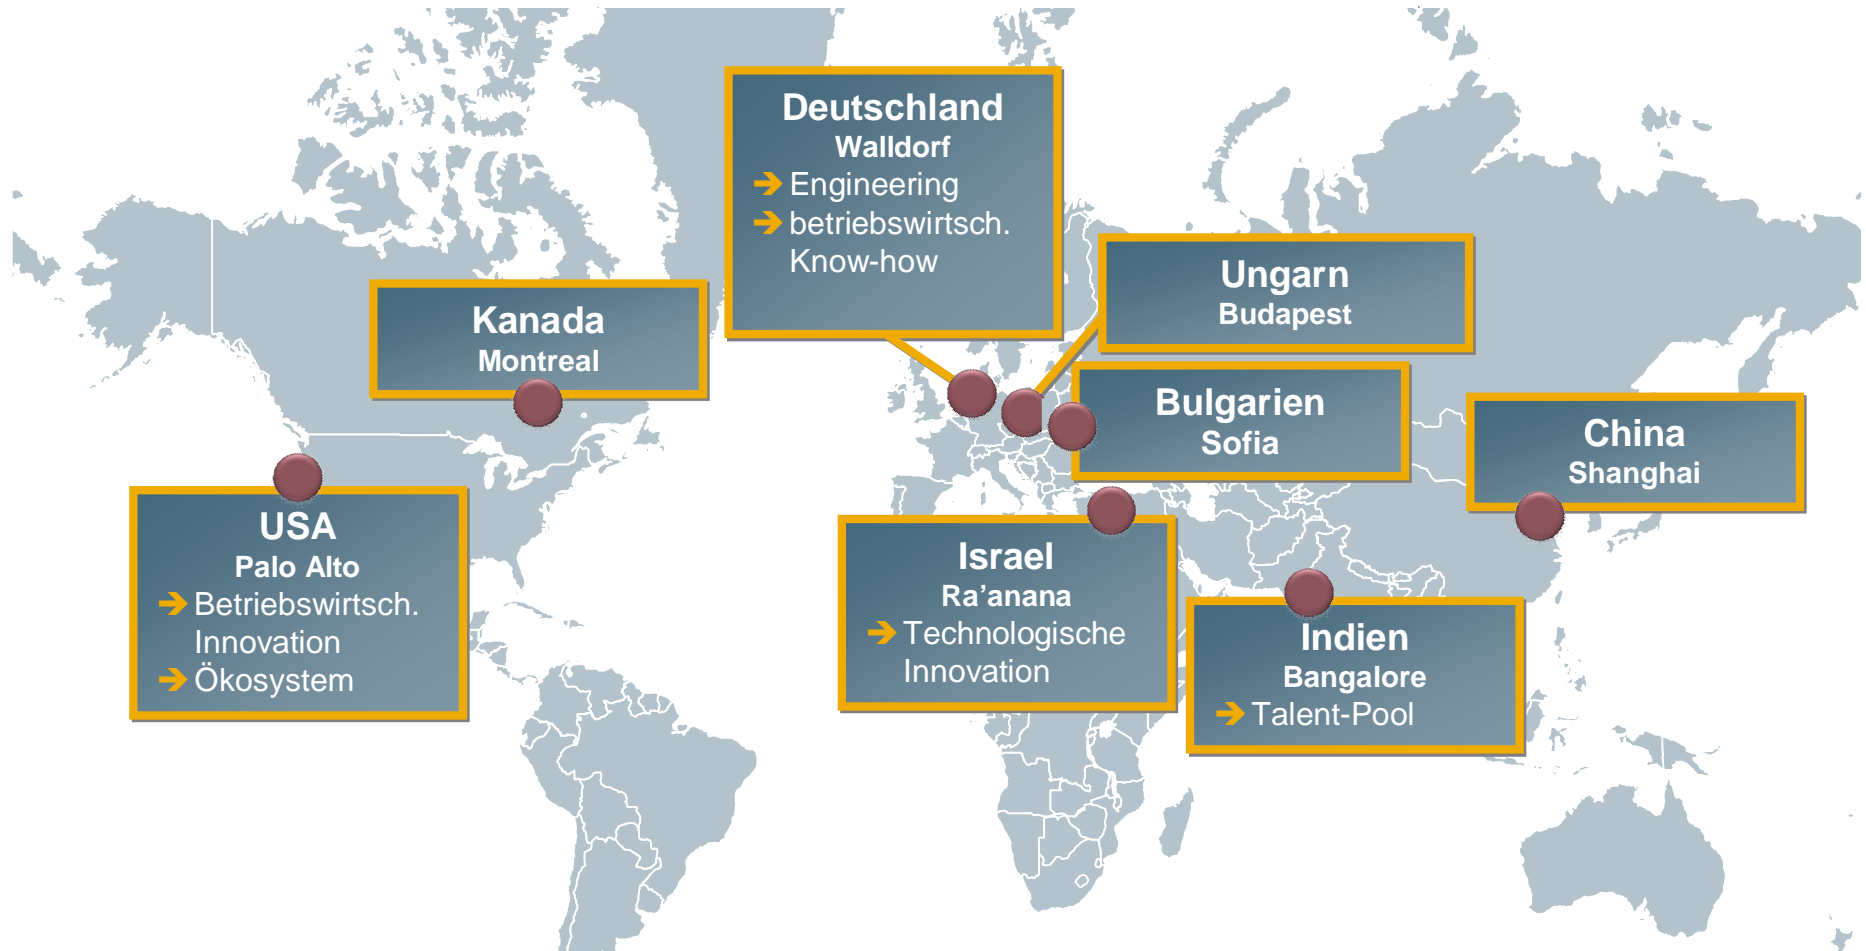 Deutschland
Walldorf
➔ Engineering
➔ betriebswirtsch.
Know-how
Ungarn
Budapest
Kanada
Montreal
Bulgarien
Sofia
China
Shanghai
USA
Palo Alto
➔ Betriebswirtsch.
Innovation
➔ Ökosystem
Israel
Ra’anana
➔ Technologische
Innovation
Indien
Bangalore
➔ Talent-Pool